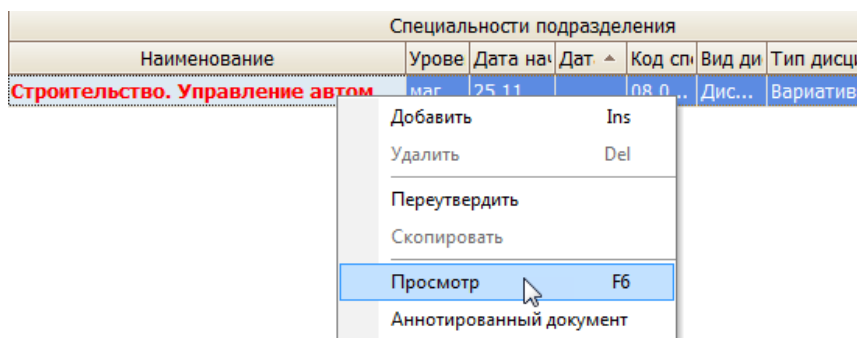 Специальности подразделения
Наименование Урове Дата на Дат Код сп Вид ди Тип дисци
Строительство. Управление автом маг 25.11 08.0... Дис... Вариатив
Добавить Ins
Удалить Del
Переутвердить
Скопировать
Просмотр F6
Аннотированный документ